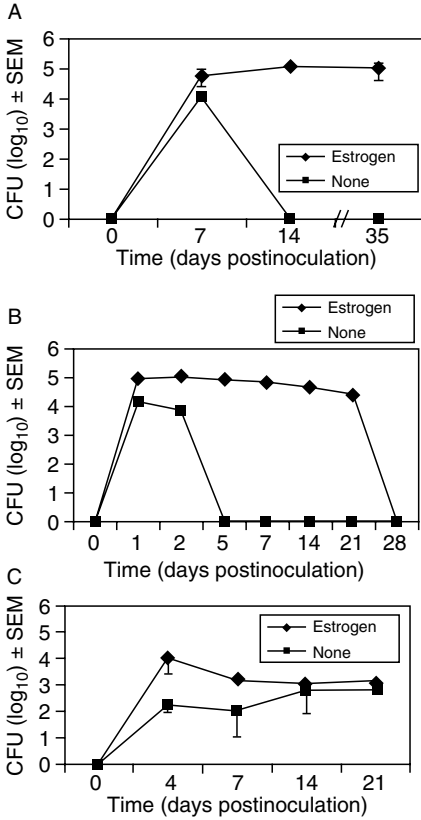 A
CFU (log10) ± SEM
6
5
4
3
2
1
0
Estrogen
None
0 7 14 // 35
Time (days postinoculation)
B
Estrogen
None
CFU (log10) ± SEM
6
5
4
3
2
1
0
0 1 2 5 7 14 21 28
Time (days postinoculation)
C
CFU (log10) ± SEM
6
5
4
3
2
1
0
Estrogen
None
0 4 7 14 21
Time (days postinoculation)